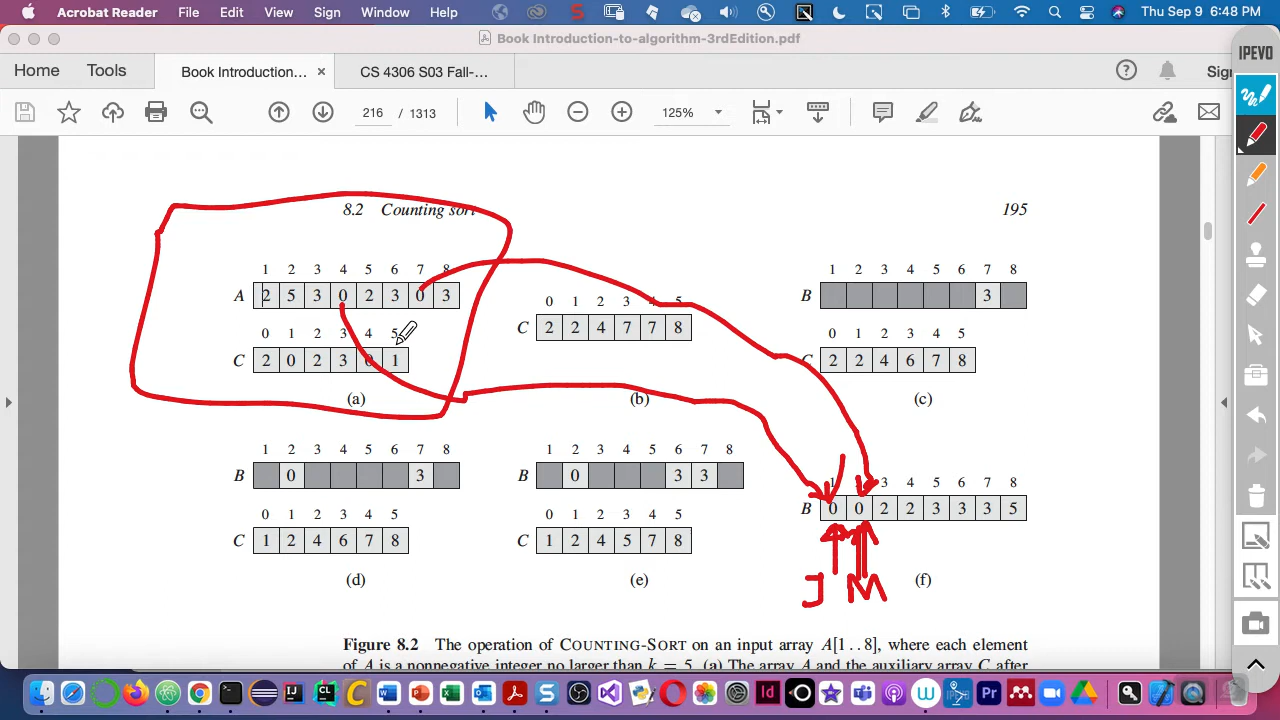 Acrobat Reader File Edit View Sign Window Help Thu Sep 9 6:48 PM
Book Introduction-to-algorithm-3rdEdition.pdf
Home Tools Book Introduction... × CS 4306 S03 Fall-... Sign
216 / 1313 125%
IPEVO
8.2 Counting sort 195
1 2 3 4 5 6 7 8
A 2 5 3 0 2 3 0 3
0 1 2 3 4 5
C 2 0 2 3 0 1
(a)
0 1 2 3 4 5
C 2 2 4 7 7 8
(b)
1 2 3 4 5 6 7 8
B 3
0 1 2 3 4 5
C 2 2 4 6 7 8
(c)
1 2 3 4 5 6 7 8
B 0 3
0 1 2 3 4 5
C 1 2 4 6 7 8
(d)
1 2 3 4 5 6 7 8
B 0 3 3
0 1 2 3 4 5
C 1 2 4 5 7 8
(e)
1 3 4 5 6 7 8
B 0 0 2 2 3 3 3 5
J M
(f)
Figure 8.2 The operation of COUNTING-SORT on an input array A[1 . . 8], where each element
of A is a nonnegative integer no larger than k = 5. (a) The array A and the auxiliary array C after